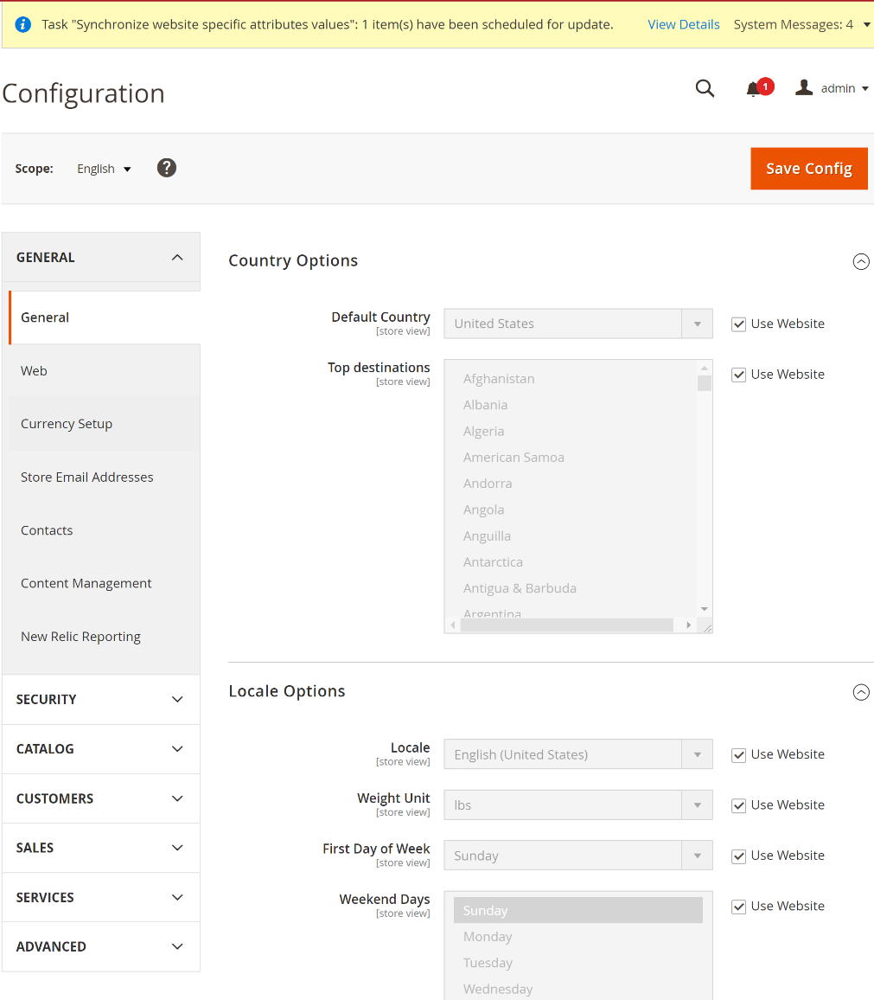 Task "Synchronize website specific attributes values": 1 item(s) have been scheduled for update. View Details System Messages: 4
Configuration
1 admin
Scope: English ? Save Config
GENERAL
General
Web
Currency Setup
Store Email Addresses
Contacts
Content Management
New Relic Reporting
SECURITY
CATALOG
CUSTOMERS
SALES
SERVICES
ADVANCED
Country Options
Default Country United States Use Website
[store view]
Top destinations Use Website
[store view]
Afghanistan
Albania
Algeria
American Samoa
Andorra
Angola
Anguilla
Antarctica
Antigua & Barbuda
Argentina
Locale Options
Locale English (United States) Use Website
[store view]
Weight Unit lbs Use Website
[store view]
First Day of Week Sunday Use Website
[store view]
Weekend Days Use Website
[store view]
Sunday
Monday
Tuesday
Wednesday